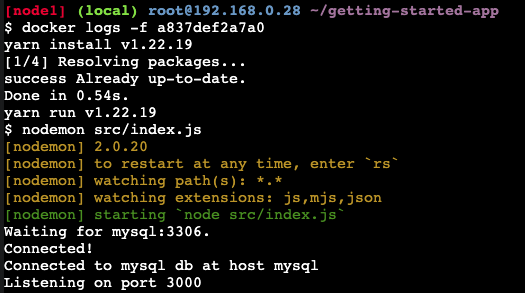 [node1] (local) root@192.168.0.28 ~/getting-started-app
$ docker logs -f a837def2a7a0
yarn install v1.22.19
[1/4] Resolving packages...
success Already up-to-date.
Done in 0.54s.
yarn run v1.22.19
$ nodemon src/index.js
[nodemon] 2.0.20
[nodemon] to restart at any time, enter `rs`
[nodemon] watching path(s): *.*
[nodemon] watching extensions: js,mjs,json
[nodemon] starting `node src/index.js`
Waiting for mysql:3306.
Connected!
Connected to mysql db at host mysql
Listening on port 3000